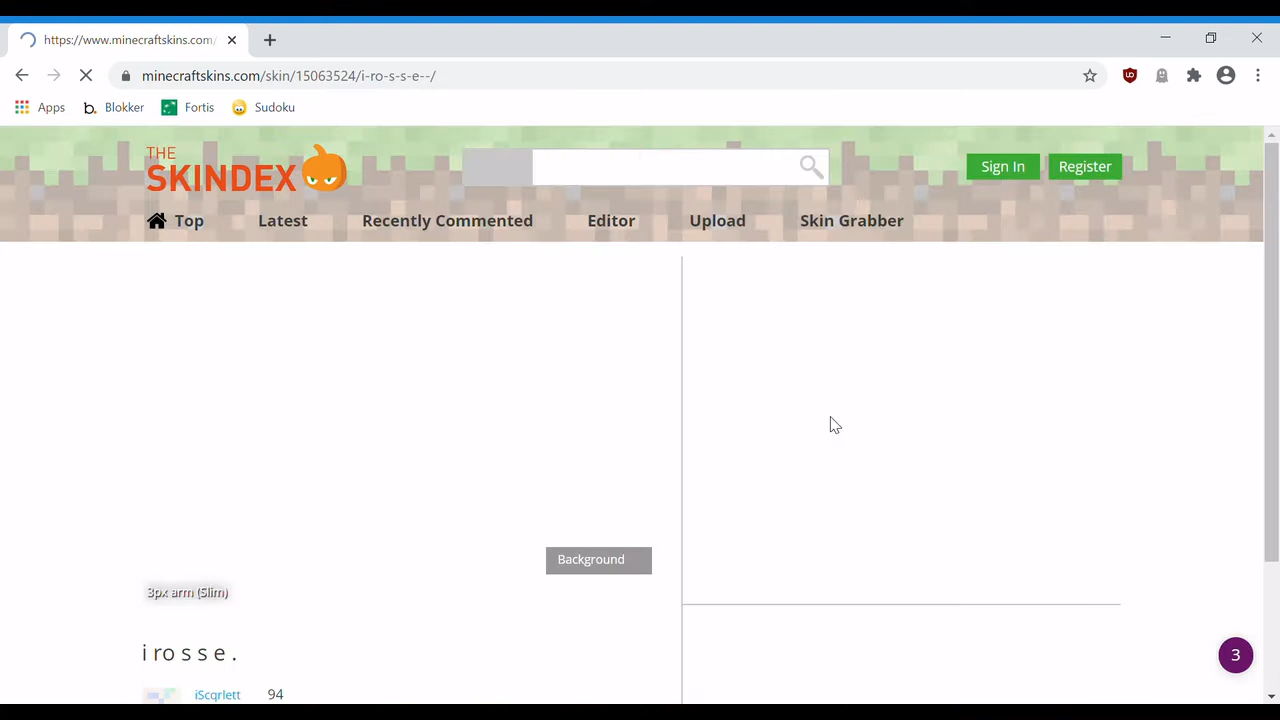 https://www.minecraftskins.com/
minecraftskins.com/skin/15063524/i-ro-s-s-e--/
Apps
b. Blokker
Fortis
Sudoku
THE
SKINDEX
Sign In
Register
Top
Latest
Recently Commented
Editor
Upload
Skin Grabber
Background
3px arm (Slim)
i r o s s e .
iScqrlett 94
3